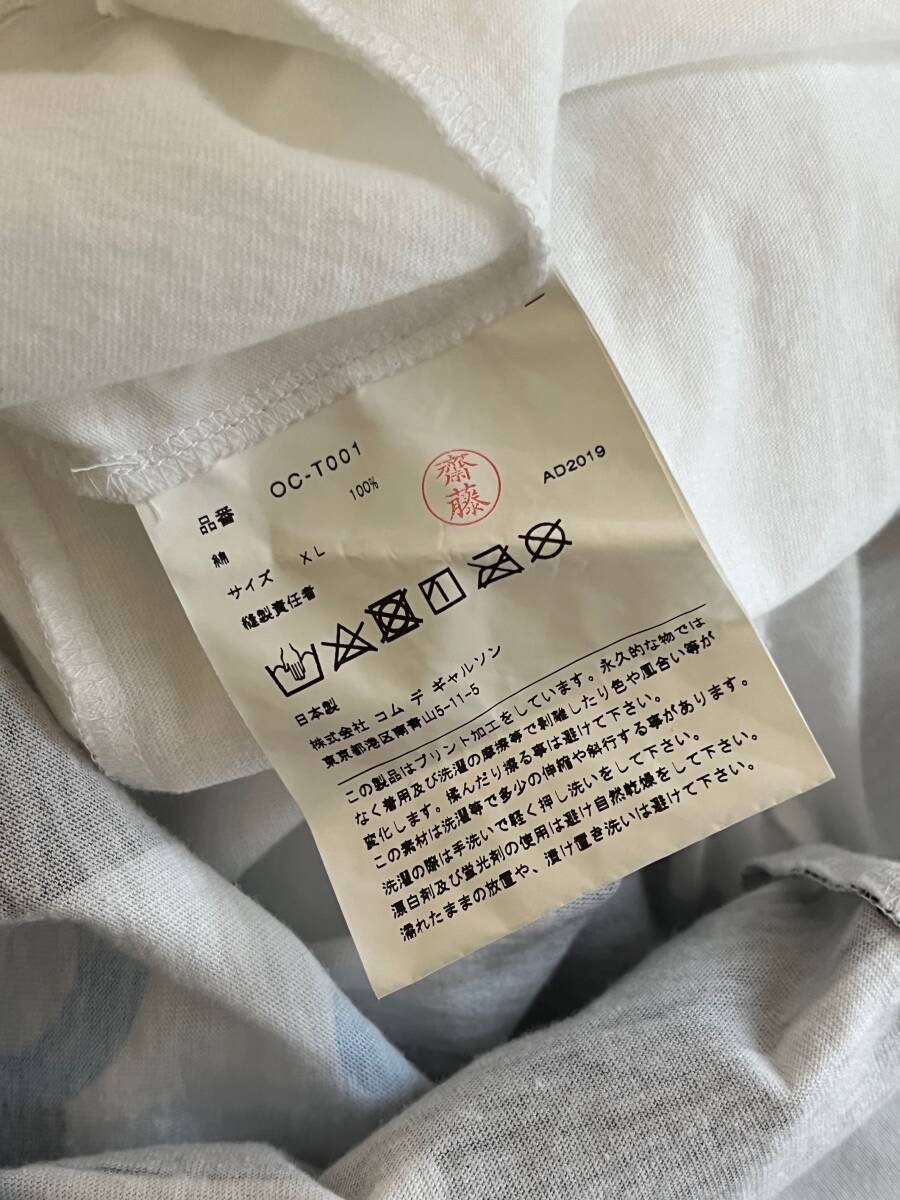 品番 OC-T001
綿 100%
サイズ XL
縫製責任者
齋藤
AD2019
日本製
株式会社 コム デ ギャルソン
東京都港区南青山5-11-5
この製品はプリント加工をしています。永久的な物では
なく着用及び洗濯の摩擦等で剥離したり色や風合い等が
変化します。揉んだり擦る事は避けて下さい。
この素材は洗濯等で多少の伸縮や斜行する事があります。
洗濯の際は手洗いで軽く押し洗いをして下さい。
漂白剤及び蛍光剤の使用は避け自然乾燥をして下さい。
濡れたままの放置や、漬け置き洗いは避けて下さい。